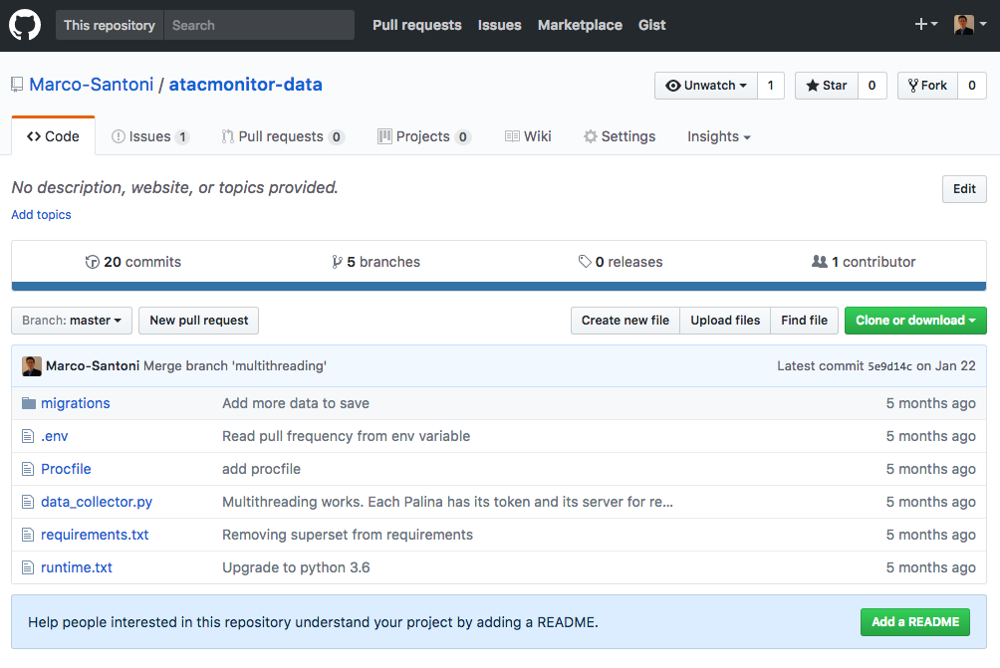 This repository Search Pull requests Issues Marketplace Gist
Marco-Santoni / atacmonitor-data Unwatch 1 Star 0 Fork 0
Code Issues 1 Pull requests 0 Projects 0 Wiki Settings Insights
No description, website, or topics provided. Edit
Add topics
20 commits 5 branches 0 releases 1 contributor
Branch: master New pull request Create new file Upload files Find file Clone or download
Marco-Santoni Merge branch 'multithreading' Latest commit 5e9d14c on Jan 22
migrations Add more data to save 5 months ago
.env Read pull frequency from env variable 5 months ago
Procfile add procfile 5 months ago
data_collector.py Multithreading works. Each Palina has its token and its server for re... 5 months ago
requirements.txt Removing superset from requirements 5 months ago
runtime.txt Upgrade to python 3.6 5 months ago
Help people interested in this repository understand your project by adding a README. Add a README